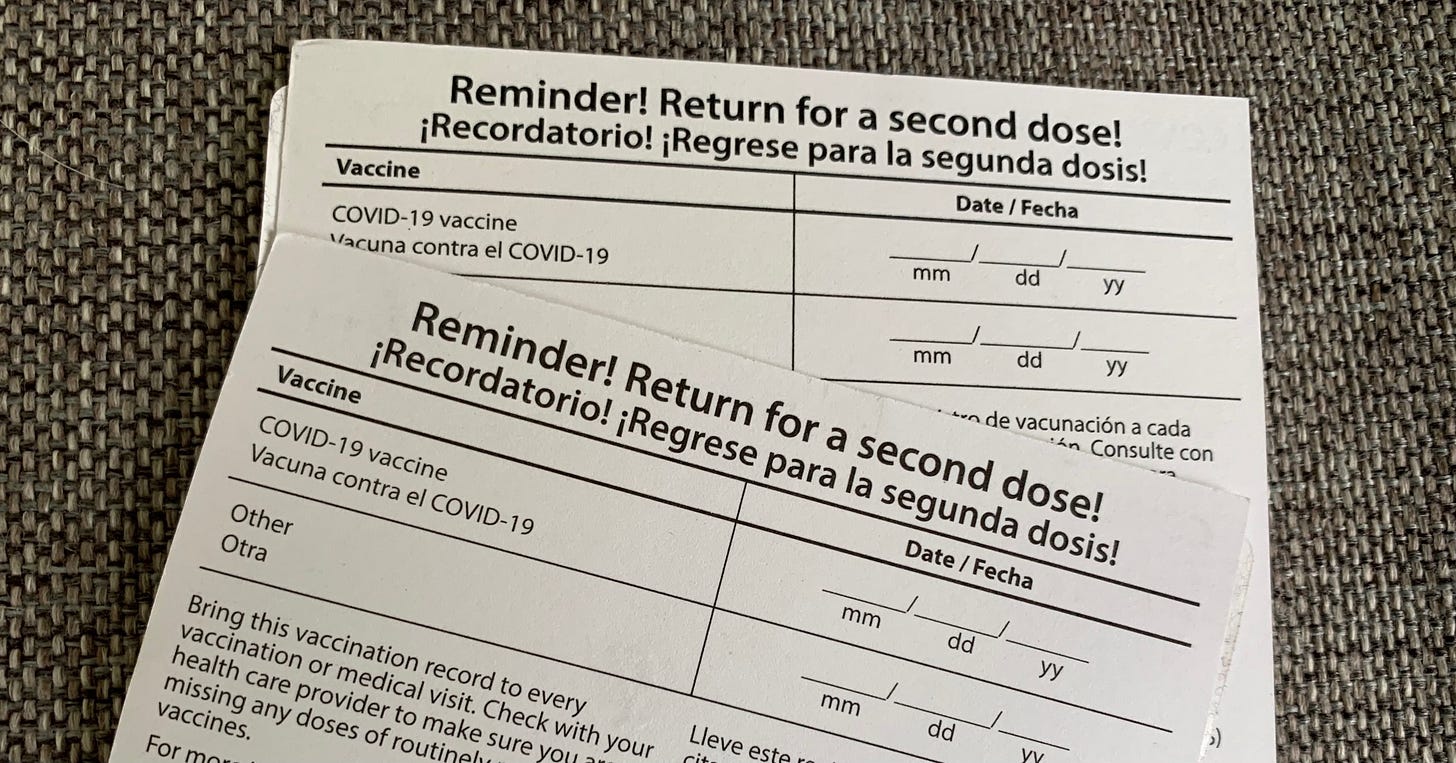 Reminder! Return for a second dose!
¡Recordatorio! ¡Regrese para la segunda dosis!
Vaccine
Date / Fecha
COVID-19 vaccine
Vacuna contra el COVID-19
mm dd yy
mm dd yy
de vacunación a cada
Consulte con
Reminder! Return for a second dose!
¡Recordatorio! ¡Regrese para la segunda dosis!
Vaccine
Date / Fecha
COVID-19 vaccine
Vacuna contra el COVID-19
mm dd yy
Other
Otra
mm dd yy
Bring this vaccination record to every
vaccination or medical visit. Check with your
health care provider to make sure you
missing any doses of routinely
vaccines.
For
Lleve este